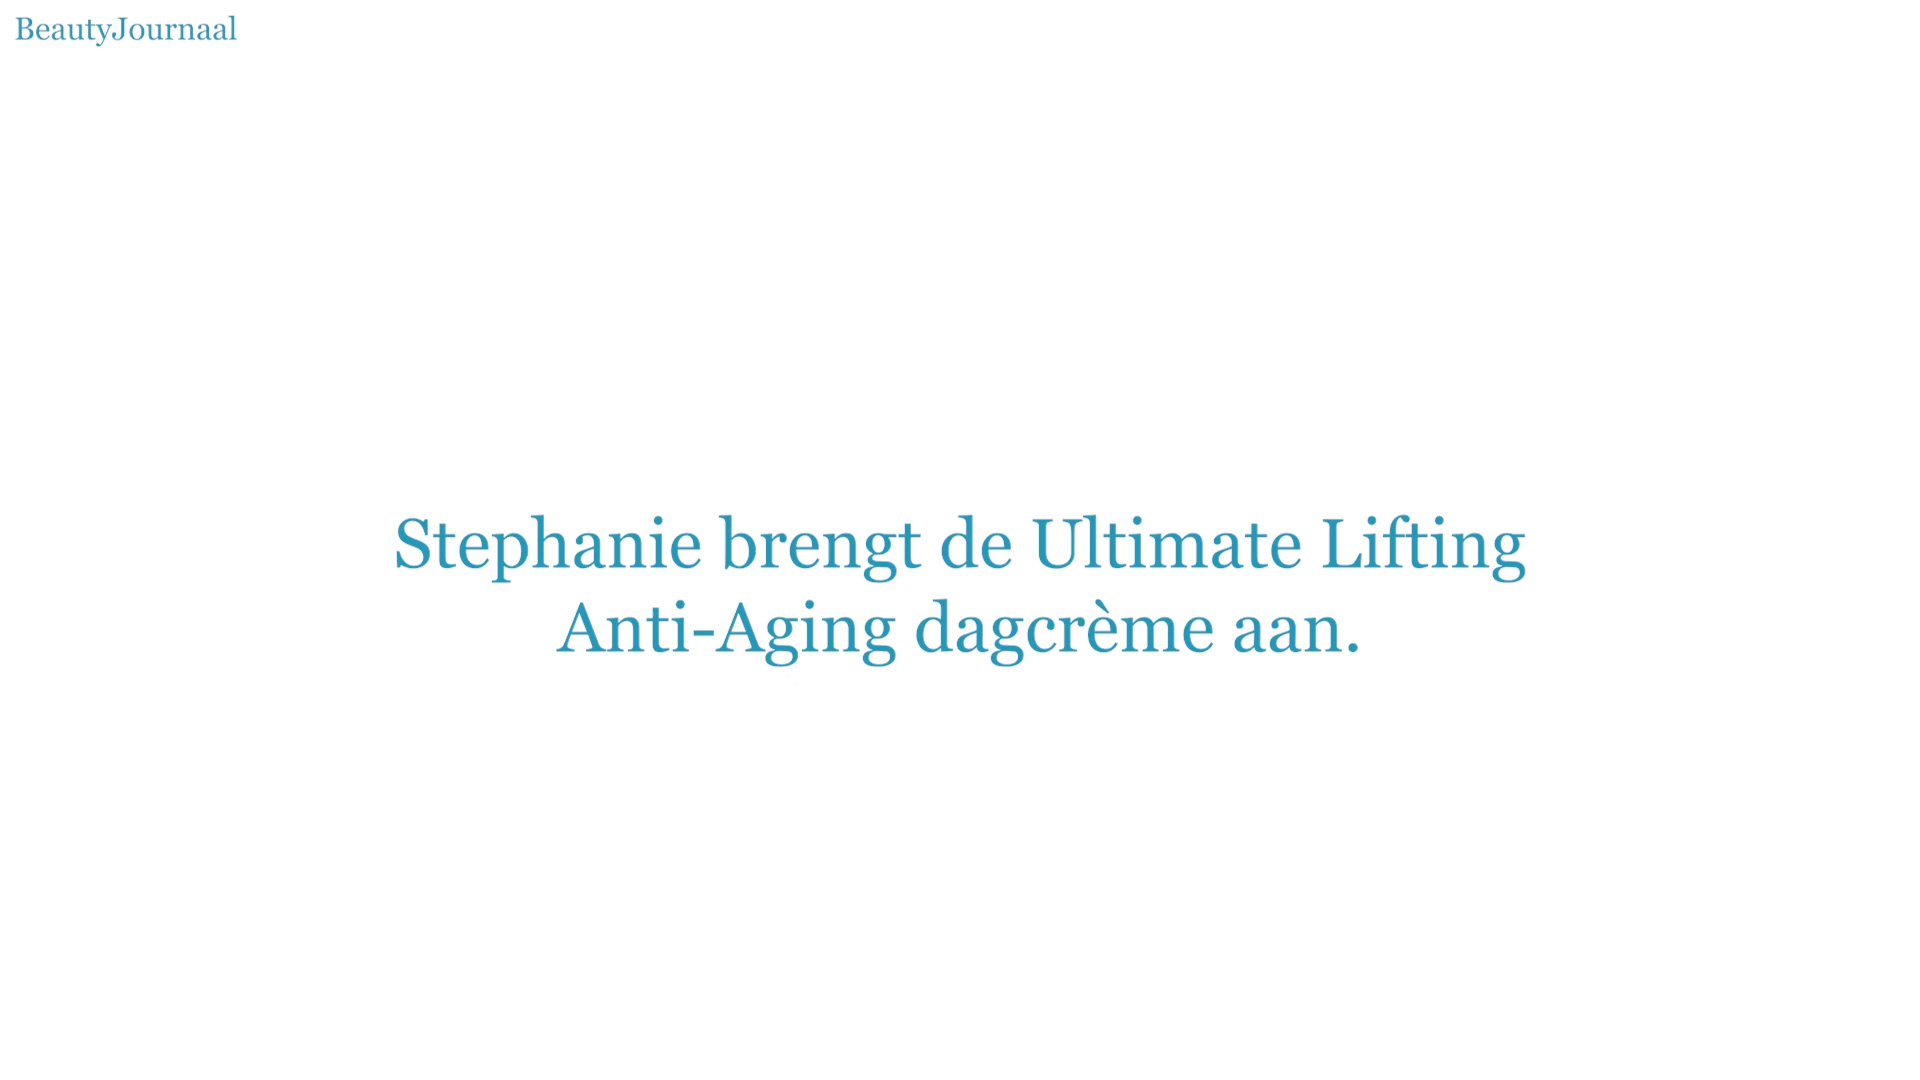 BeautyJournaal
Stephanie brengt de Ultimate Lifting
Anti-Aging dagcrème aan.